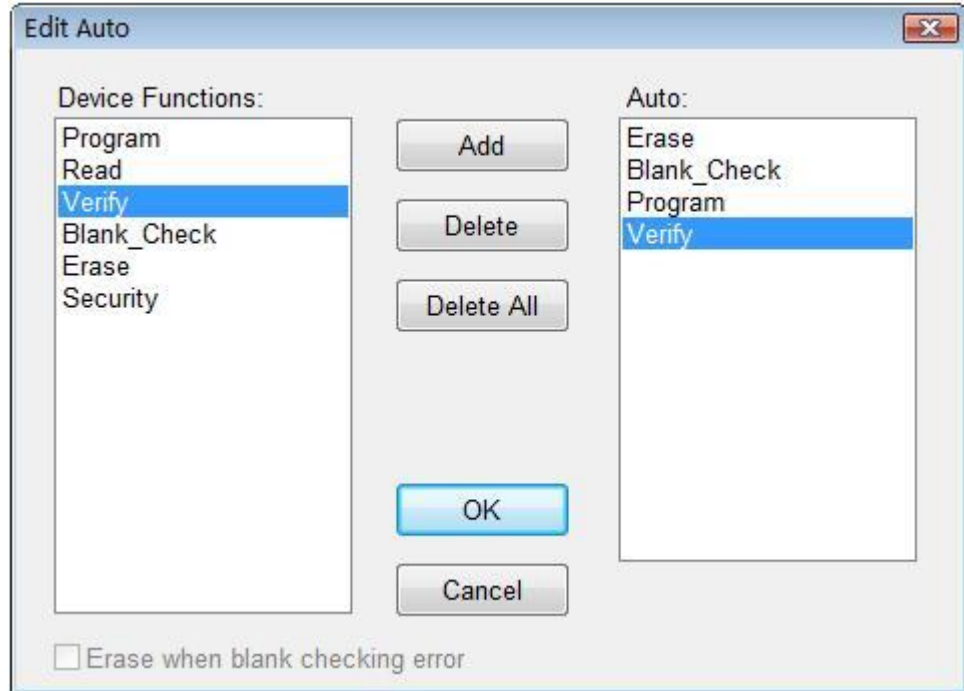 Edit Auto
Device Functions:
Program
Read
Verify
Blank_Check
Erase
Security
Add
Delete
Delete All
OK
Cancel
Auto:
Erase
Blank_Check
Program
Verify
Erase when blank checking error